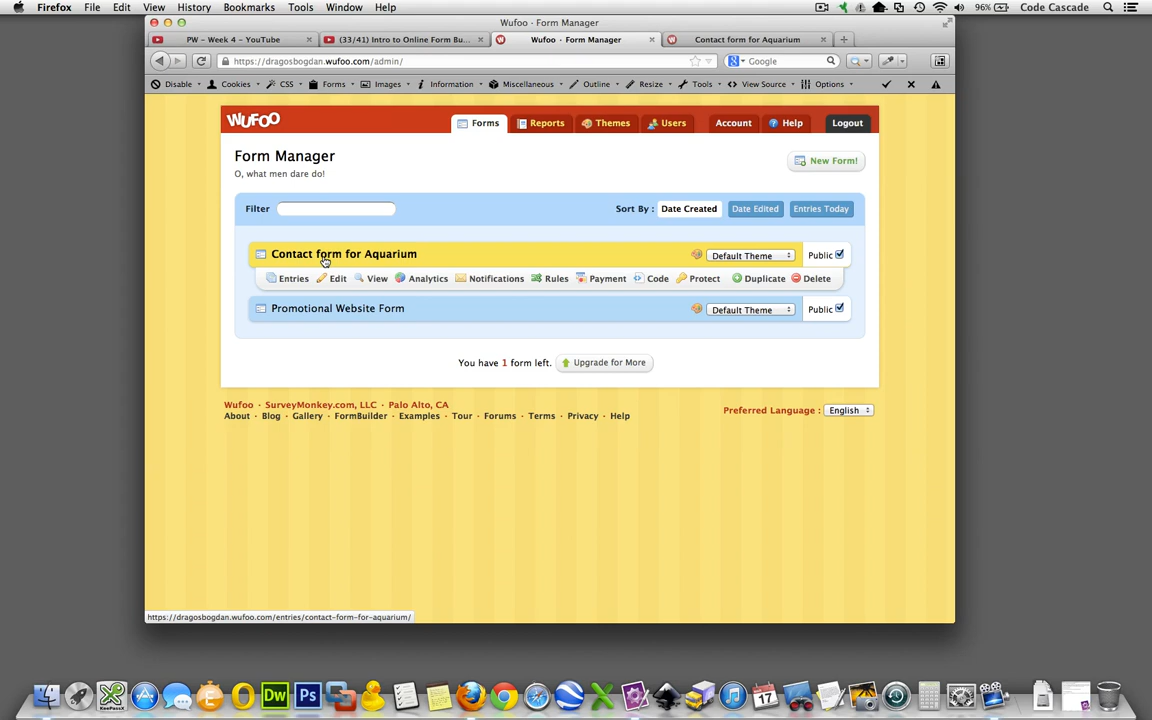 Firefox File Edit View History Bookmarks Tools Window Help 96% Code Cascade
Wufoo · Form Manager
PW - Week 4 - YouTube (33/41) Intro to Online Form Bu... Wufoo · Form Manager Contact form for Aquarium
https://dragosbogdan.wufoo.com/admin/ Google
Disable Cookies CSS Forms Images Information Miscellaneous Outline Resize Tools View Source Options
WUFOO Forms Reports Themes Users Account Help Logout
Form Manager
New Form!
O, what men dare do!
Filter Sort By : Date Created Date Edited Entries Today
Contact form for Aquarium Default Theme Public
Entries Edit View Analytics Notifications Rules Payment Code Protect Duplicate Delete
Promotional Website Form Default Theme Public
You have 1 form left. Upgrade for More
Wufoo · SurveyMonkey.com, LLC · Palo Alto, CA
Preferred Language : English
About · Blog · Gallery · FormBuilder · Examples · Tour · Forums · Terms · Privacy · Help
https://dragosbogdan.wufoo.com/entries/contact-form-for-aquarium/
KeePassX Dw Ps 17